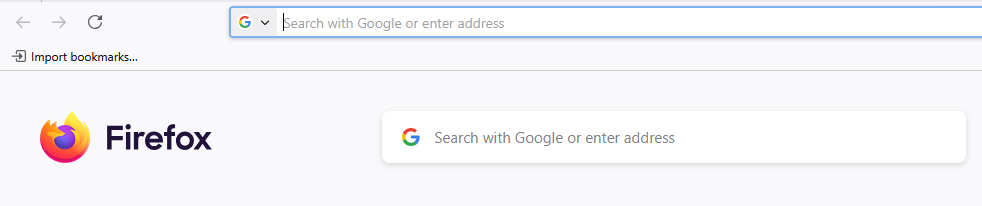 Search with Google or enter address
Import bookmarks...
Firefox
Search with Google or enter address